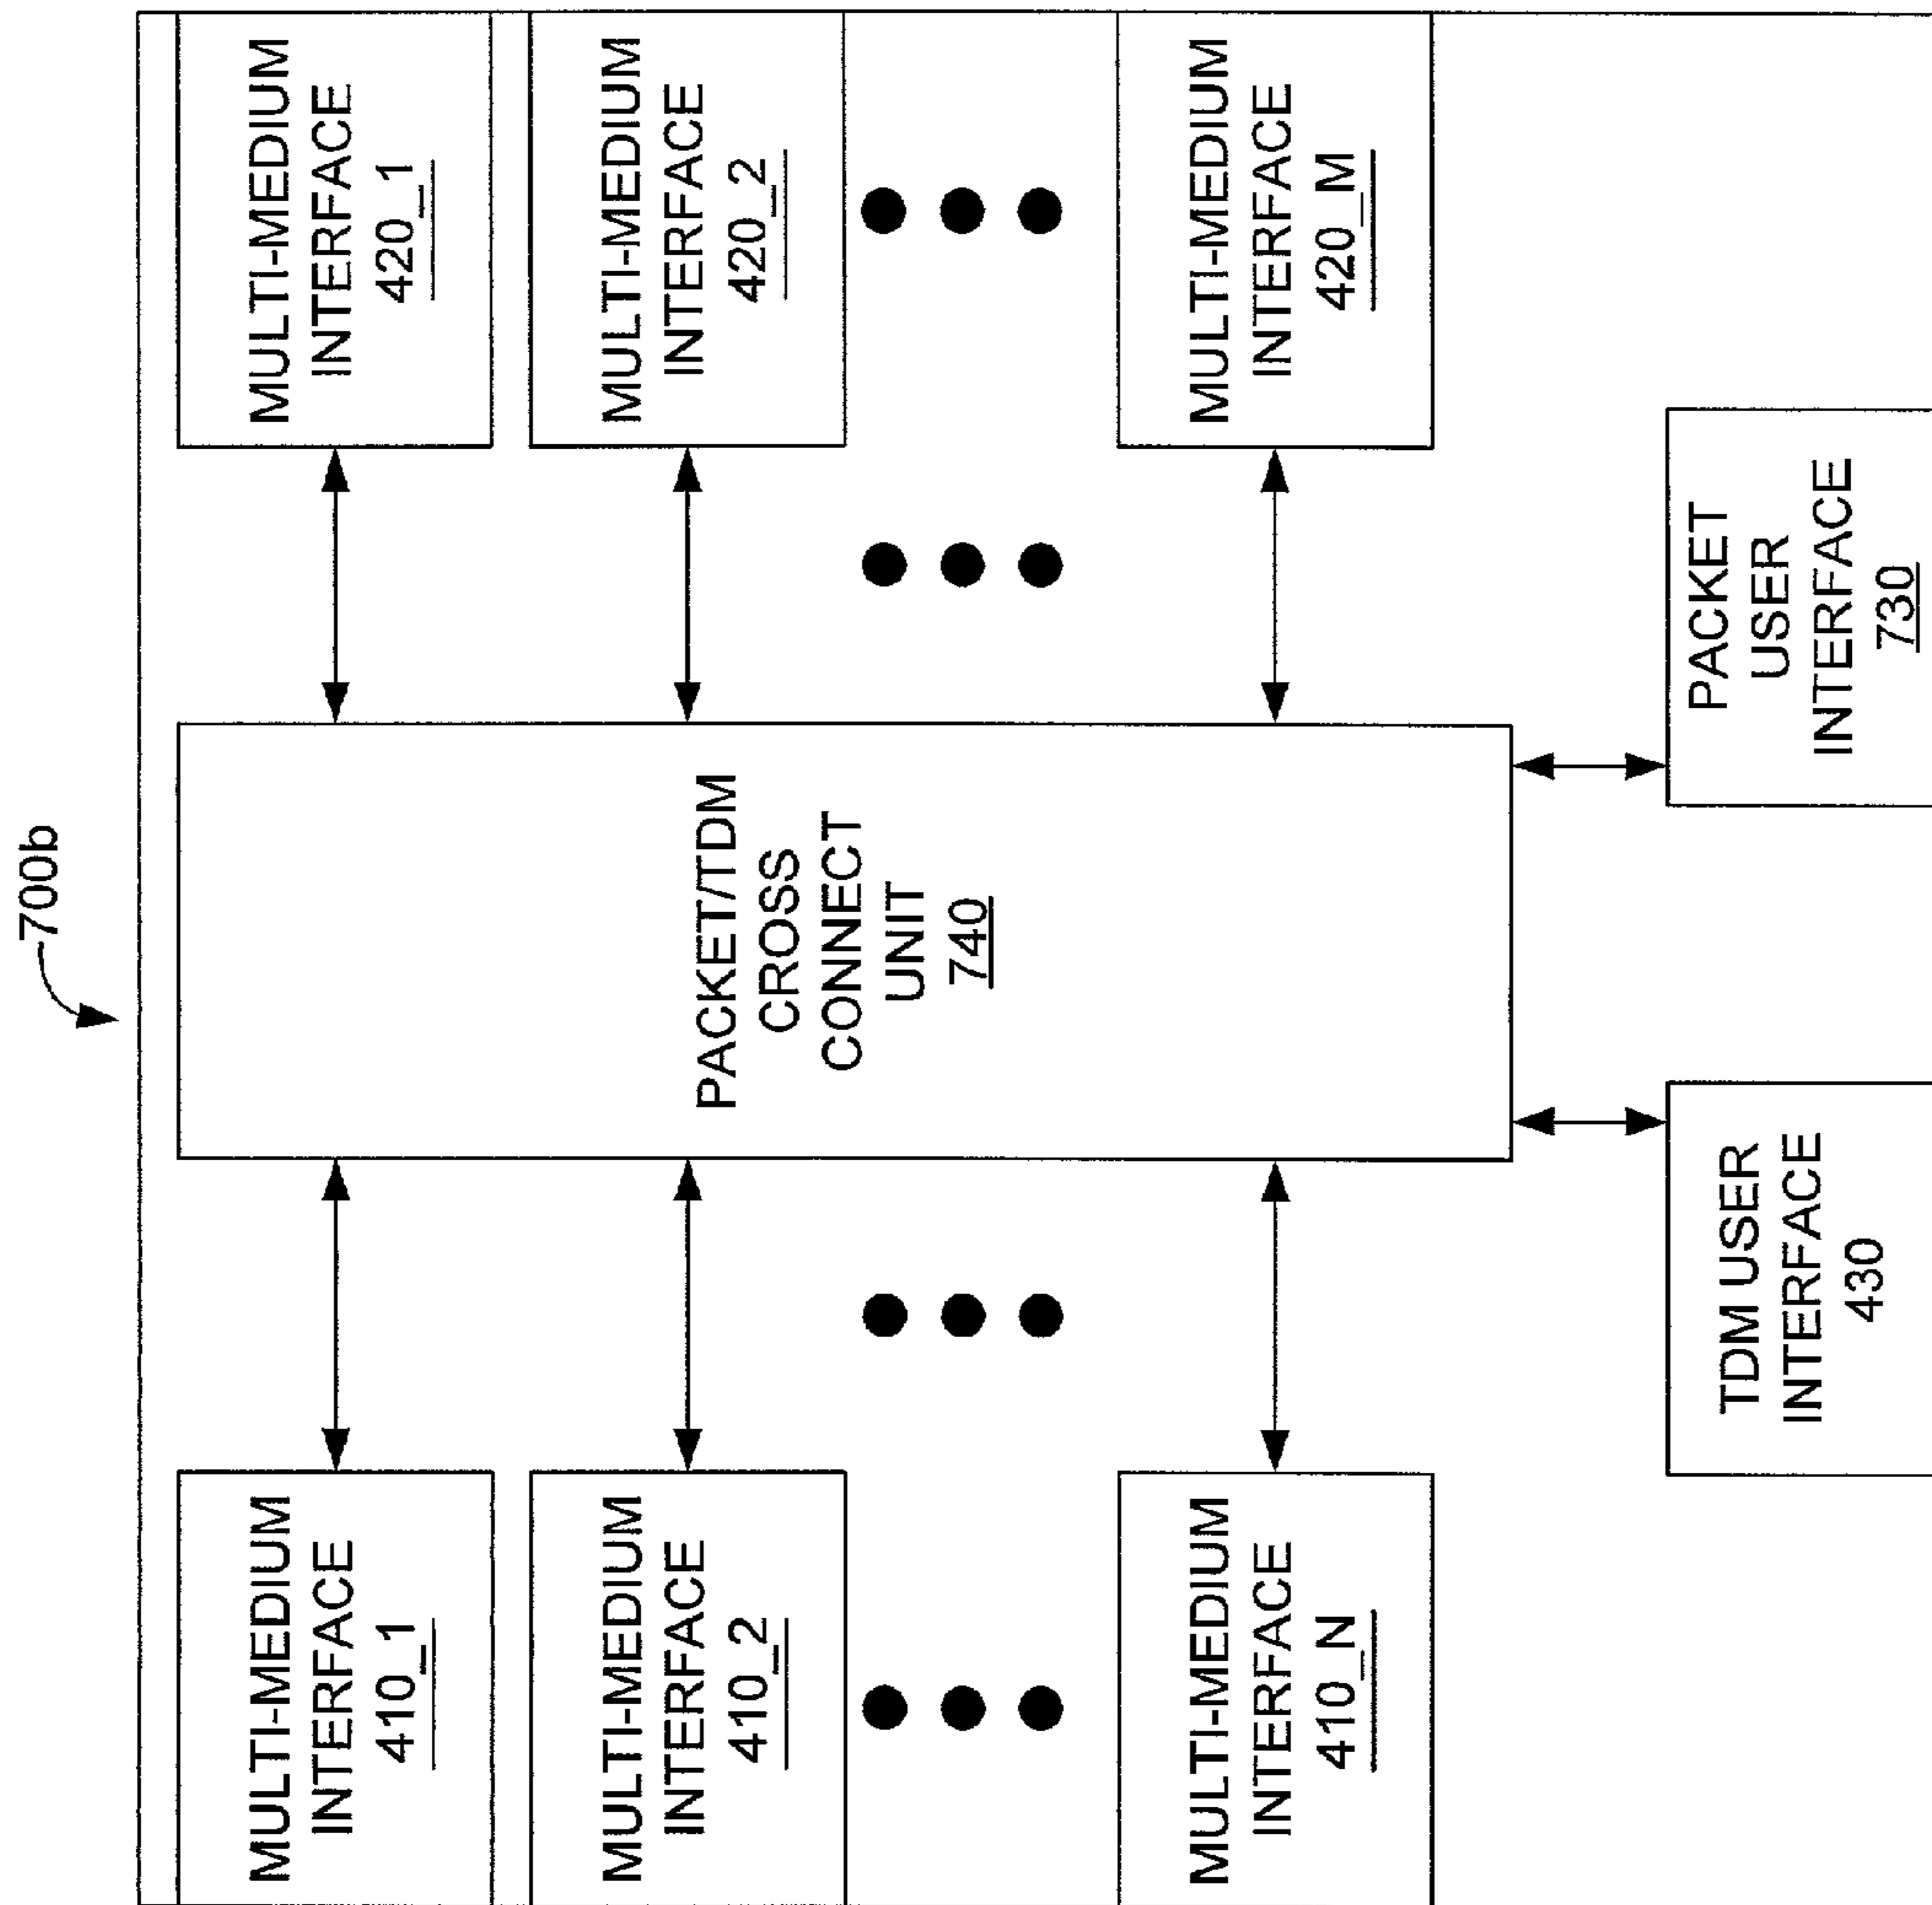 700b
MULTI-MEDIUM
INTERFACE
410_1
MULTI-MEDIUM
INTERFACE
410_2
MULTI-MEDIUM
INTERFACE
410_N
PACKET/TDM
CROSS
CONNECT
UNIT
740
MULTI-MEDIUM
INTERFACE
420_1
MULTI-MEDIUM
INTERFACE
420_2
MULTI-MEDIUM
INTERFACE
420_M
TDM USER
INTERFACE
430
PACKET
USER
INTERFACE
730